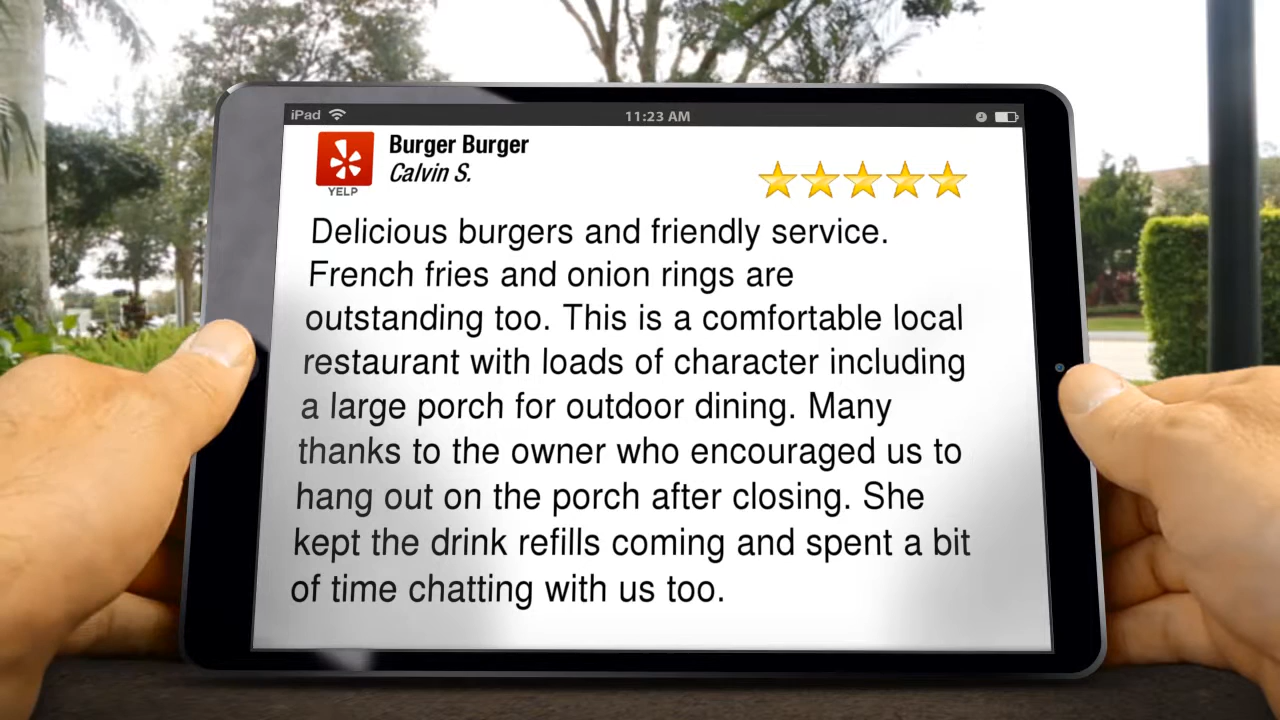 iPad 11:23 AM
YELP
Burger Burger
Calvin S.
Delicious burgers and friendly service.
French fries and onion rings are
outstanding too. This is a comfortable local
restaurant with loads of character including
a large porch for outdoor dining. Many
thanks to the owner who encouraged us to
hang out on the porch after closing. She
kept the drink refills coming and spent a bit
of time chatting with us too.